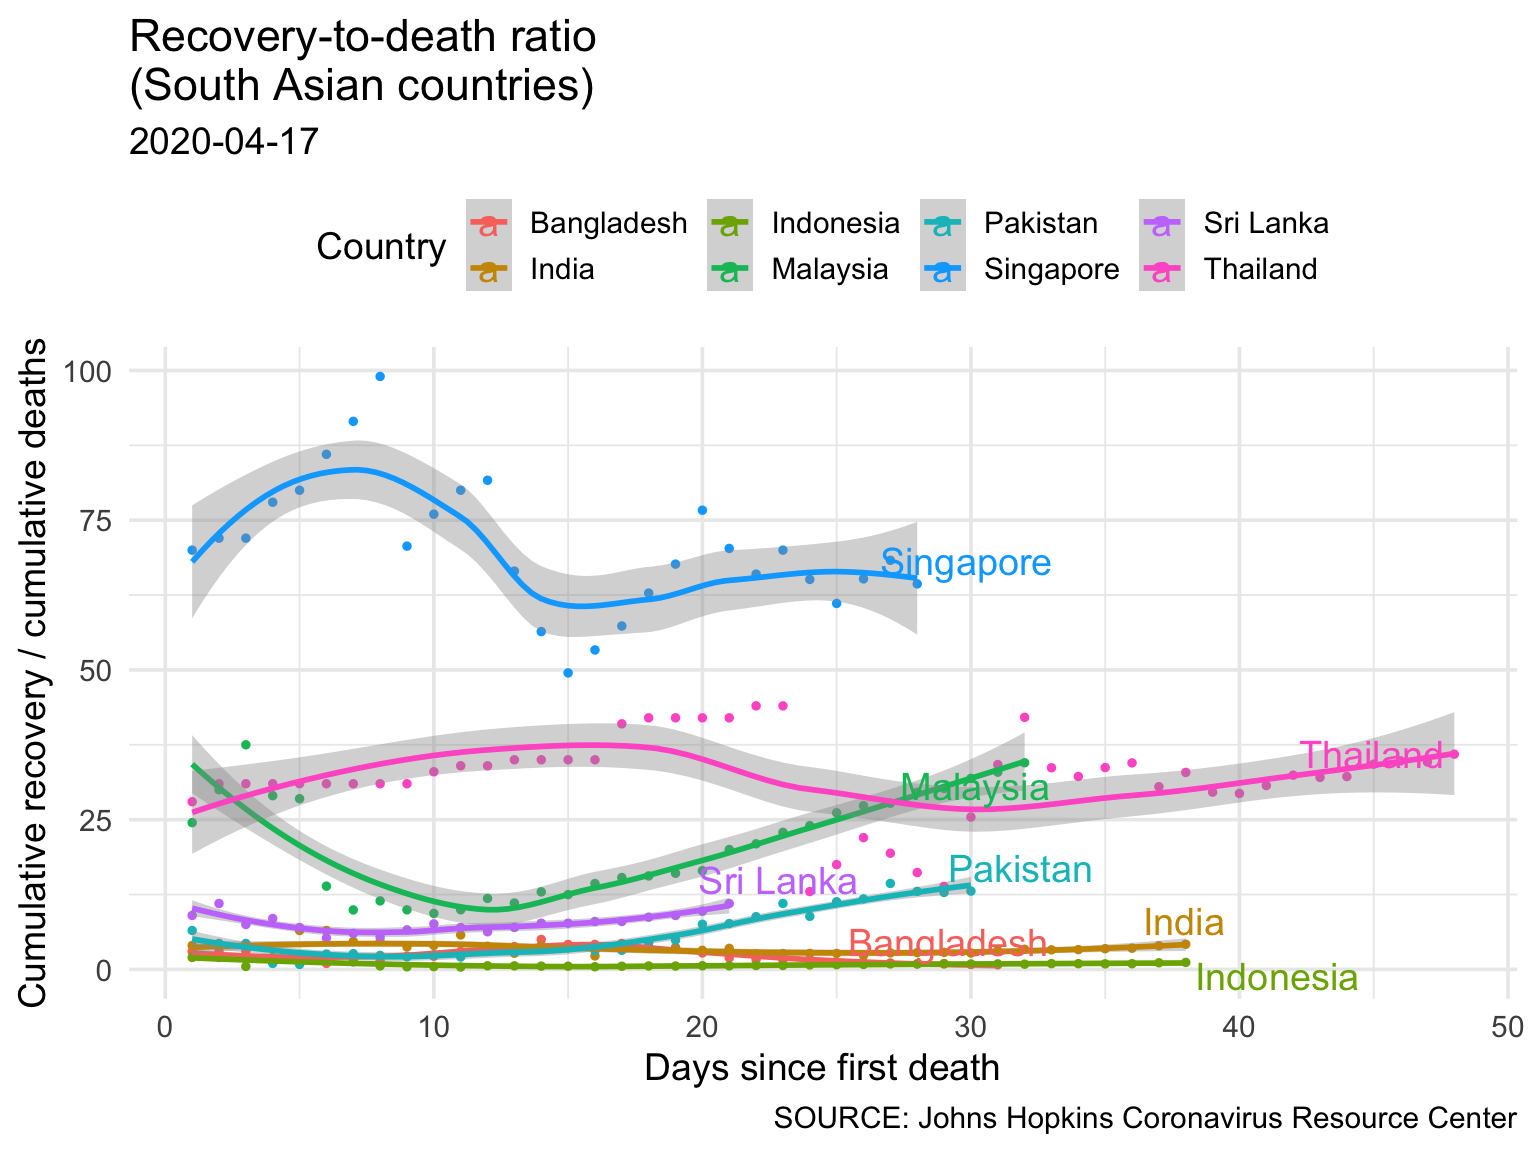 Recovery-to-death ratio
(South Asian countries)
2020-04-17
Country
a Bangladesh a Indonesia a Pakistan a Sri Lanka
a India a Malaysia a Singapore a Thailand
Cumulative recovery / cumulative deaths
100
75
50
25
0
Singapore
Thailand
Malaysia
Sri Lanka
Pakistan
India
Bangladesh
Indonesia
0 10 20 30 40 50
Days since first death
SOURCE: Johns Hopkins Coronavirus Resource Center